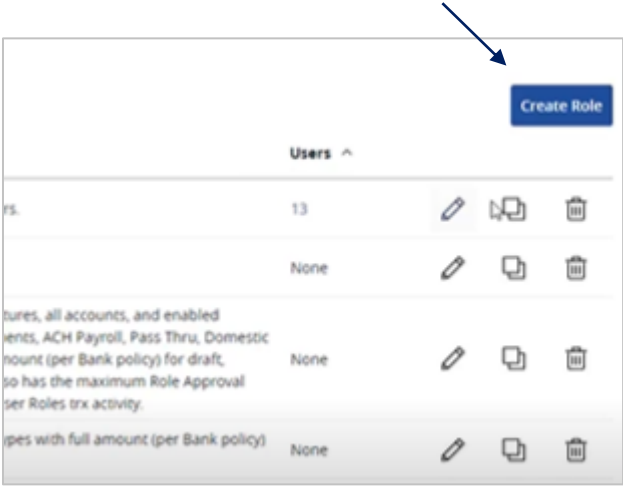 Create Role
Users
rs. 13
None
tures, all accounts, and enabled
ents, ACH Payroll, Pass Thru, Domestic
nount (per Bank policy) for draft, None
so has the maximum Role Approval
ser Roles trx activity.
ypes with full amount (per Bank policy) None